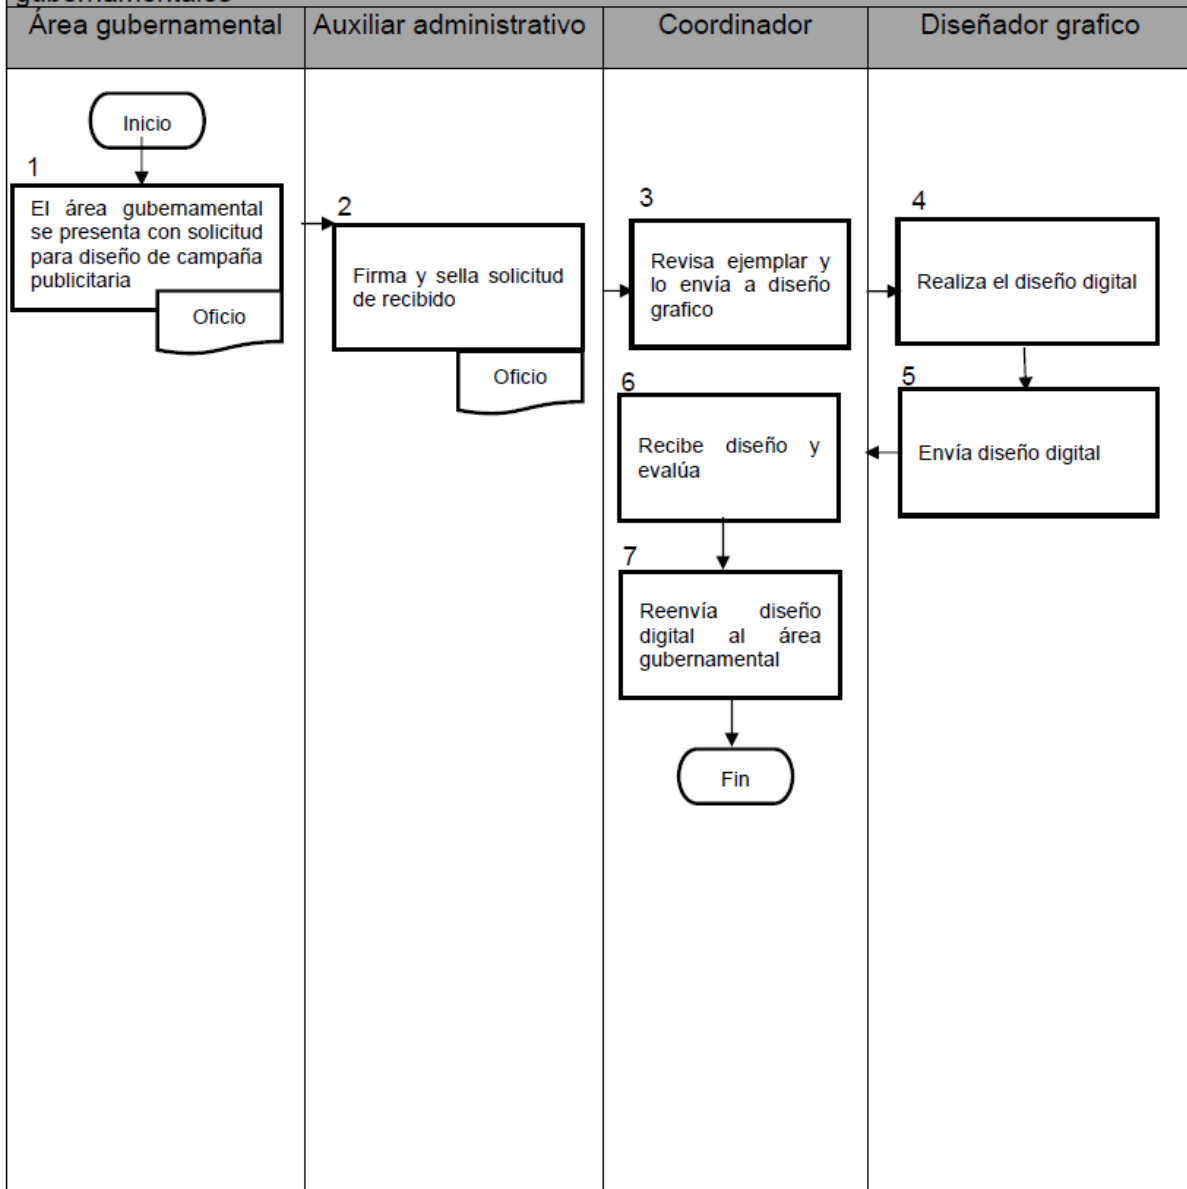 gubernamentales
Área gubernamental
Auxiliar administrativo
Coordinador
Diseñador grafico
Inicio
1
El área gubernamental
se presenta con solicitud
para diseño de campaña
publicitaria
Oficio
2
Firma y sella solicitud
de recibido
Oficio
3
Revisa ejemplar y
lo envía a diseño
grafico
4
Realiza el diseño digital
5
Envía diseño digital
6
Recibe diseño y
evalúa
7
Reenvía diseño
digital al área
gubernamental
Fin